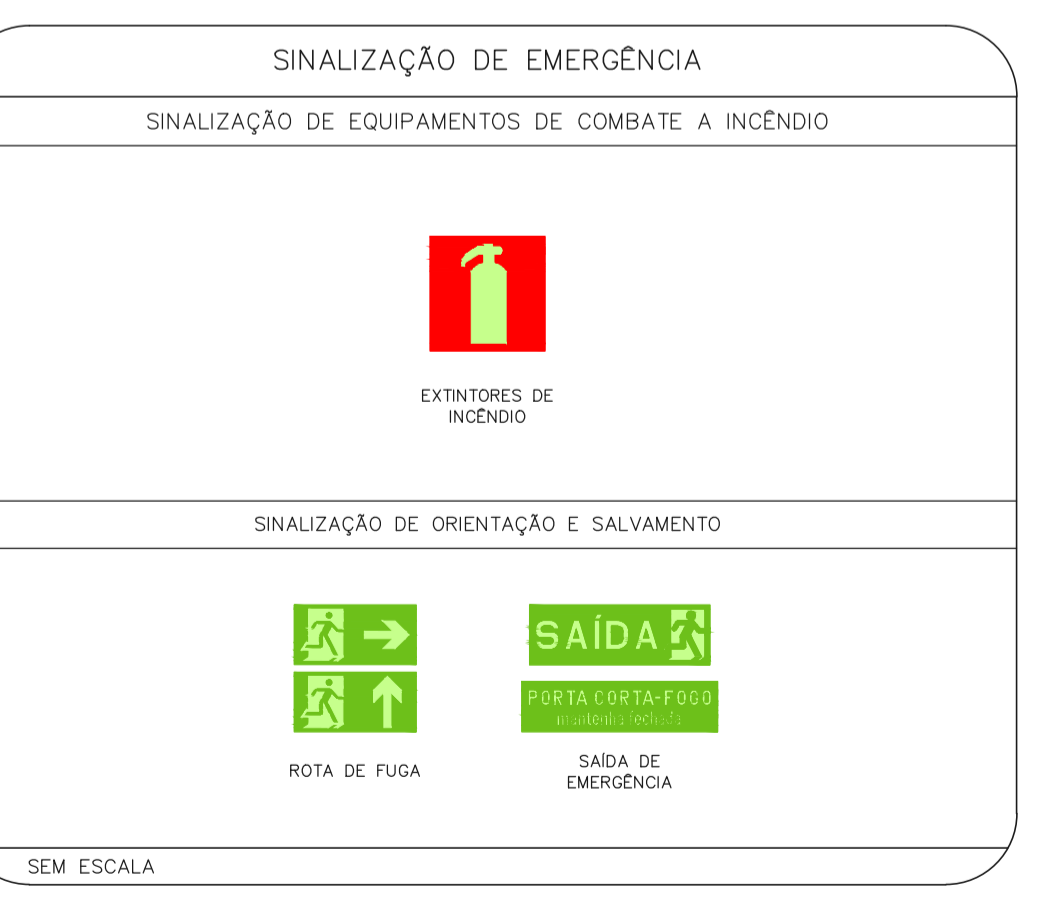 SINALIZAÇÃO DE EMERGÊNCIA
SINALIZAÇÃO DE EQUIPAMENTOS DE COMBATE A INCÊNDIO
EXTINTORES DE
INCÊNDIO
SINALIZAÇÃO DE ORIENTAÇÃO E SALVAMENTO
SAÍDA
PORTA CORTA-FOGO
mantenha fechada
ROTA DE FUGA
SAÍDA DE
EMERGÊNCIA
SEM ESCALA